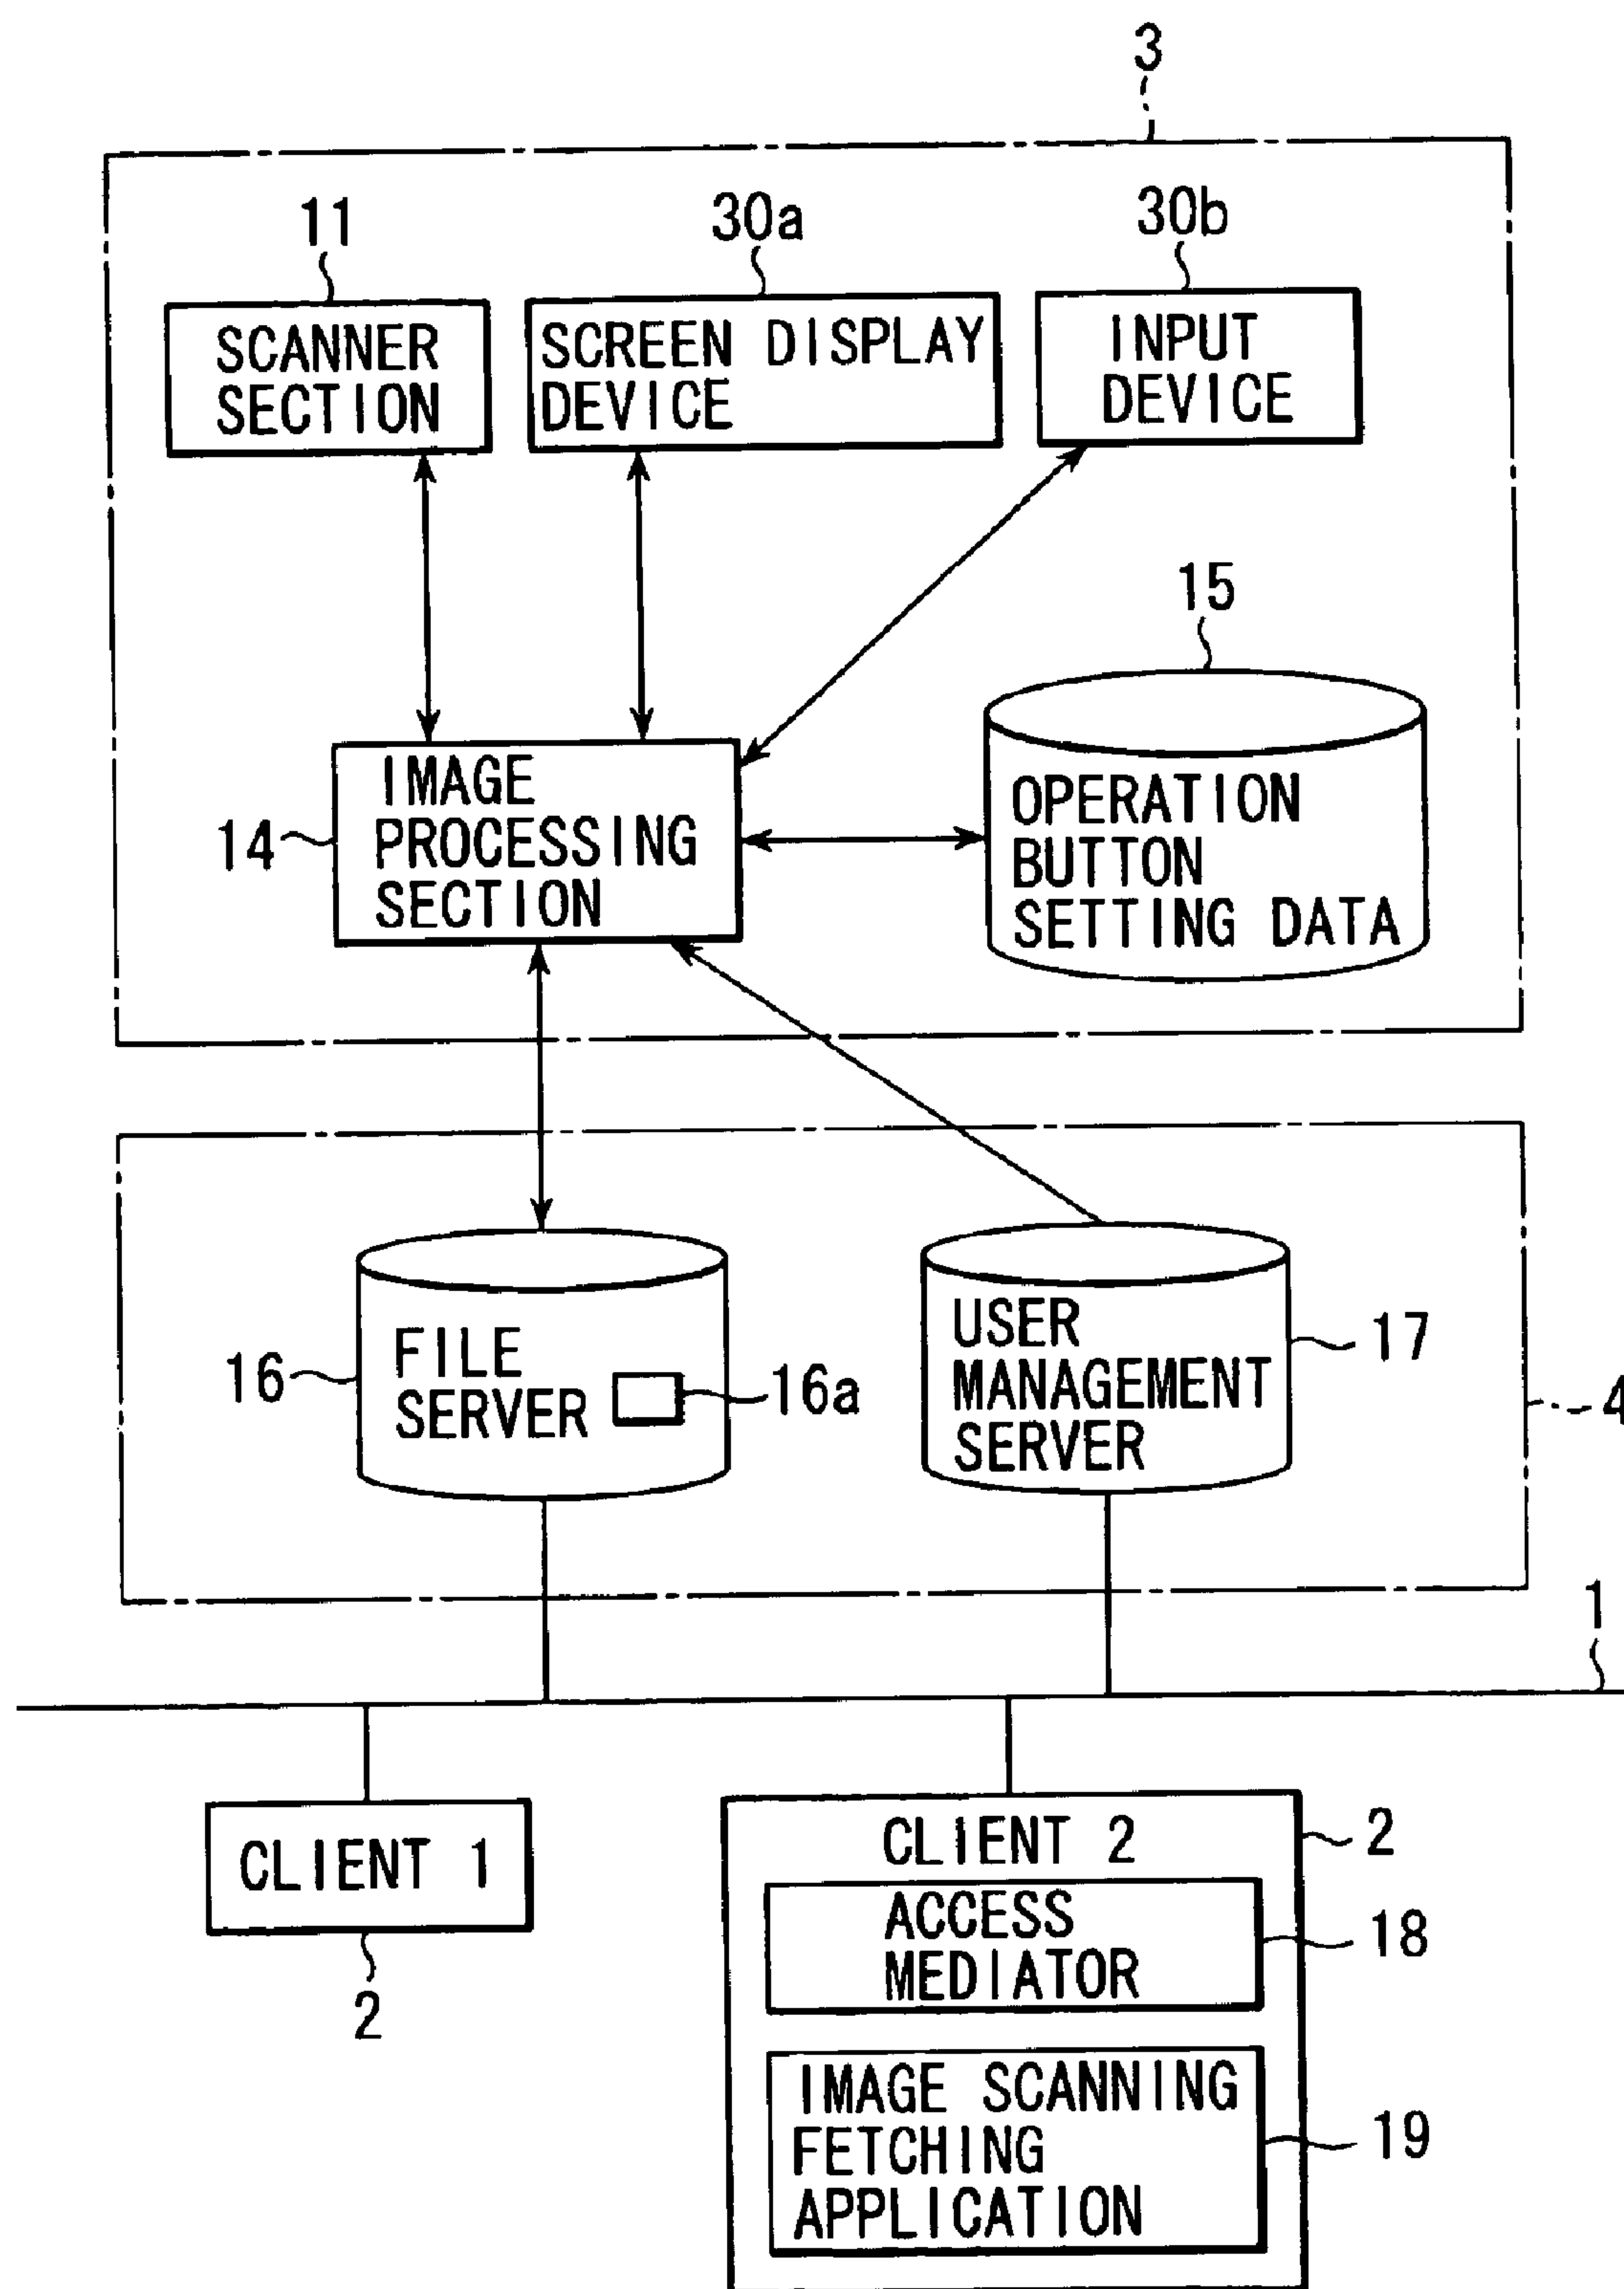 3
11
30a
30b
SCANNER
SECTION
SCREEN DISPLAY
DEVICE
INPUT
DEVICE
15
14
IMAGE
PROCESSING
SECTION
OPERATION
BUTTON
SETTING DATA
16
FILE
SERVER
16a
USER
MANAGEMENT
SERVER
17
4
1
CLIENT 1
2
CLIENT 2
2
ACCESS
MEDIATOR
18
IMAGE SCANNING
FETCHING
APPLICATION
19